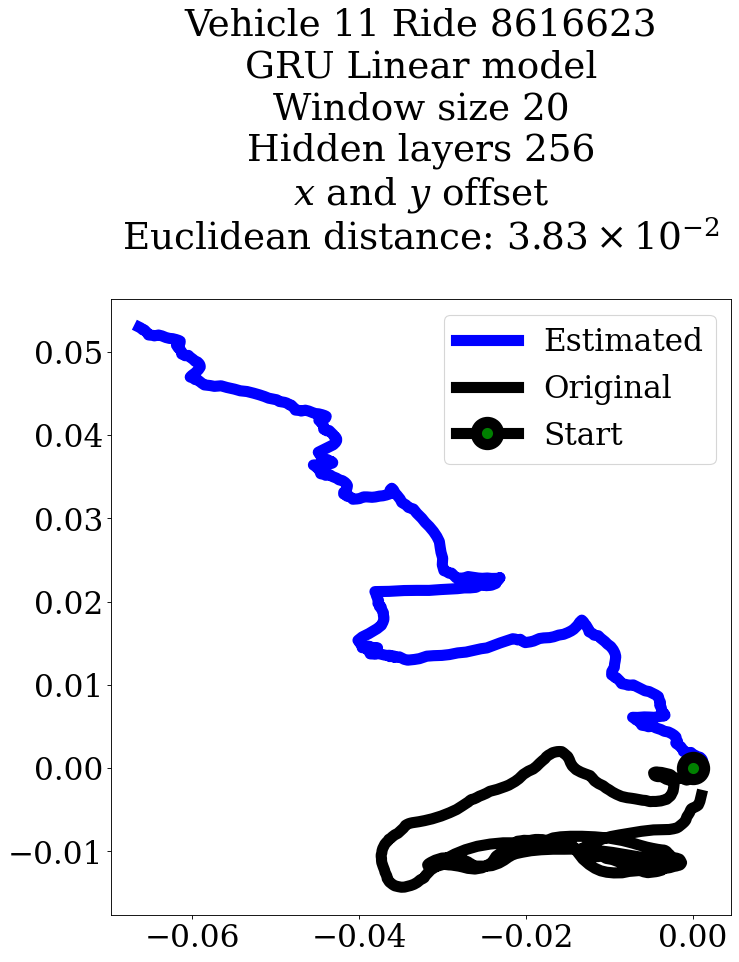 Vehicle 11 Ride 8616623
GRU Linear model
Window size 20
Hidden layers 256
x and y offset
Euclidean distance: 3.83 × 10⁻²
Estimated
Original
Start
0.05
0.04
0.03
0.02
0.01
0.00
−0.01
−0.06 −0.04 −0.02 0.00